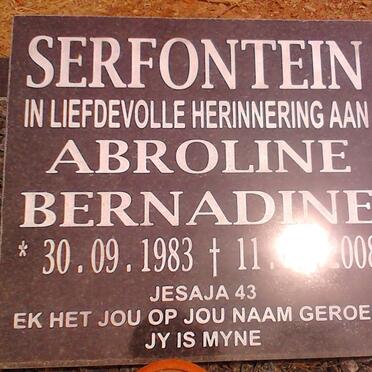 SERFONTEIN
IN LIEFDEVOLLE HERINNERING AAN
ABROLINE
BERNADINE
* 30.09.1983 † 11. 2008
JESAJA 43
EK HET JOU OP JOU NAAM GEROE
JY IS MYNE